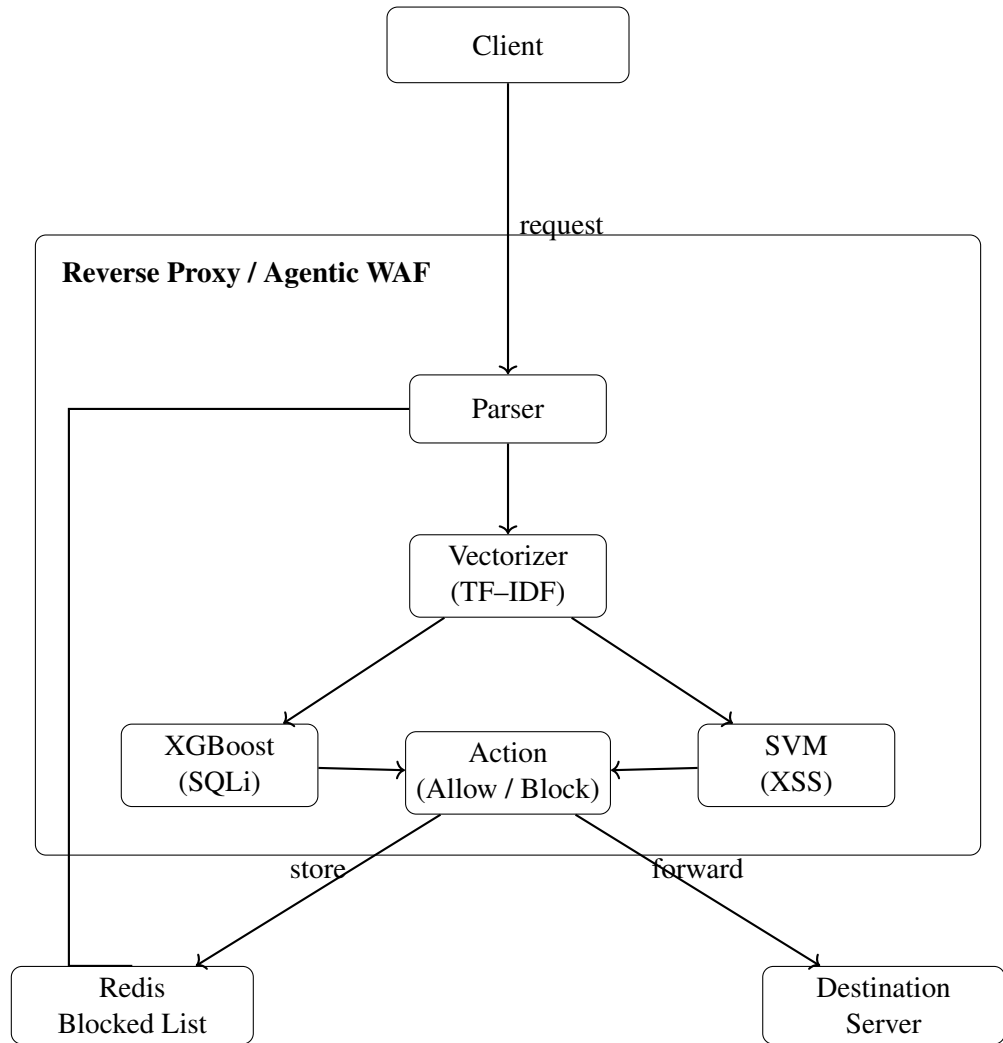 Client
request
Reverse Proxy / Agentic WAF
Parser
Vectorizer
(TF–IDF)
XGBoost
(SQLi)
Action
(Allow / Block)
SVM
(XSS)
store
forward
Redis
Blocked List
Destination
Server